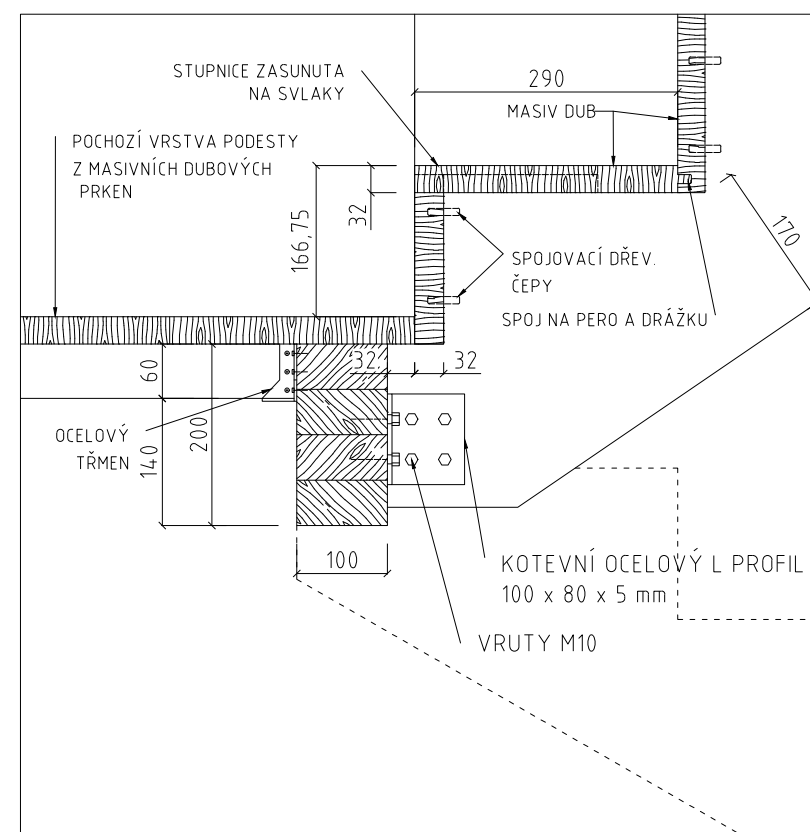 STUPNICE ZASUNUTA
NA SVLAKY
290
MASIV DUB
POCHOZÍ VRSTVA PODESTY
Z MASIVNÍCH DUBOVÝCH
PRKEN
166,75
32
170
SPOJOVACÍ DŘEV.
ČEPY
SPOJ NA PERO A DRÁŽKU
32
32
60
OCELOVÝ
TŘMEN
140
200
100
KOTEVNÍ OCELOVÝ L PROFIL
100 x 80 x 5 mm
VRUTY M10